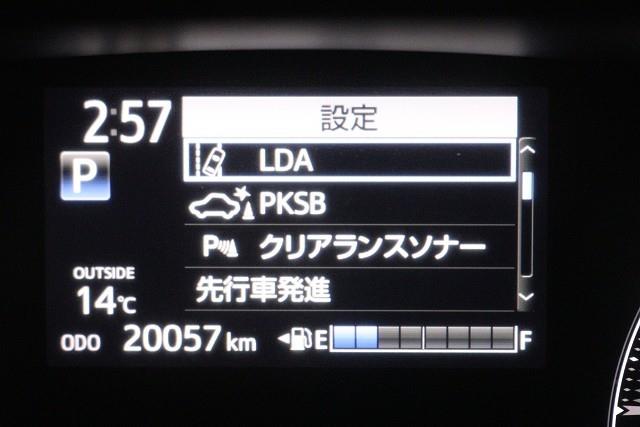 2:57
設定
P
LDA
PKSB
P クリアランスソナー
先行車発進
OUTSIDE
14℃
ODO 20057 km
E F